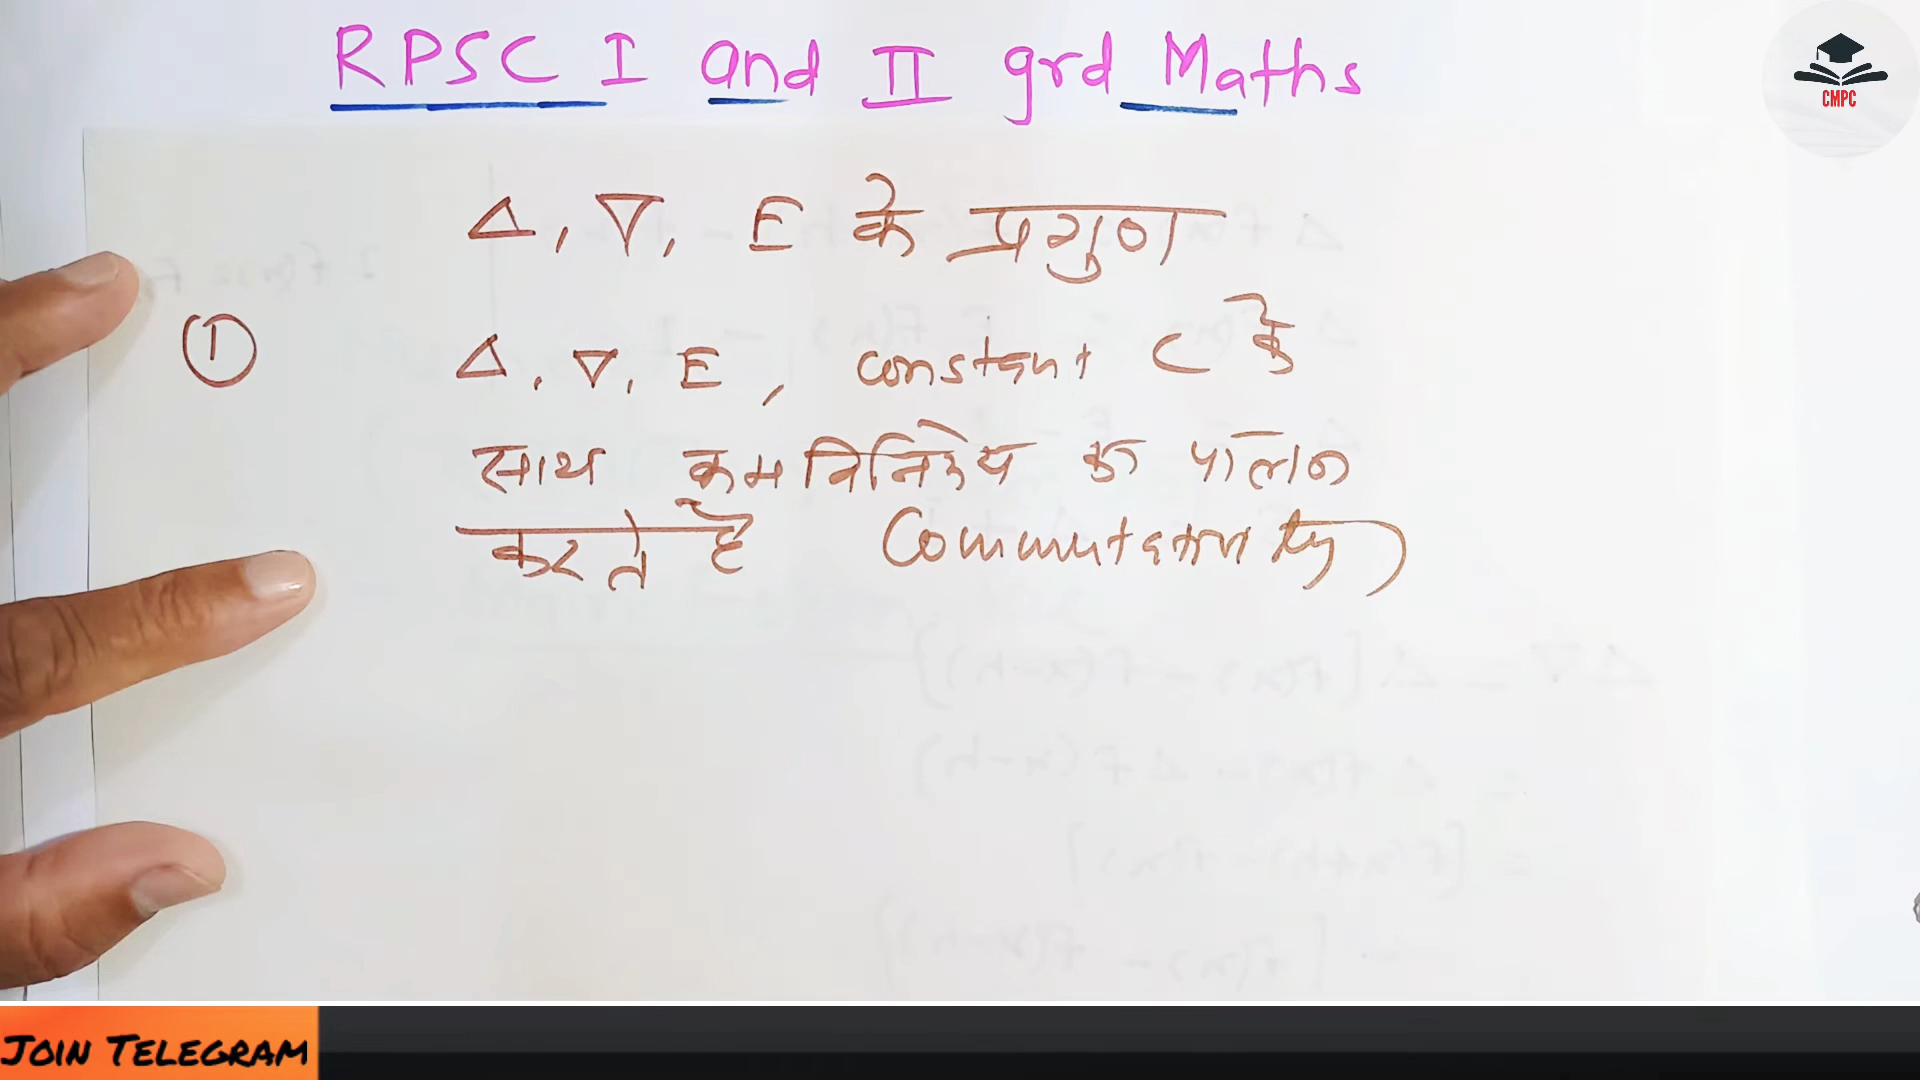 RPSC I and II grd Maths
CMPC
Δ, ∇, E के प्रगुण
① Δ, ∇, E, constant C के
साथ क्रमविनिमेय का पालन
करते है Commutativity)
JOIN TELEGRAM